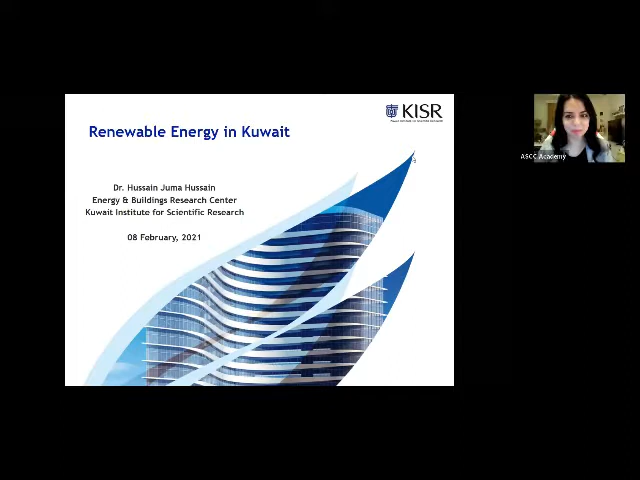 KISR
Renewable Energy in Kuwait
Dr. Hussain Juma Hussain
Energy & Buildings Research Center
Kuwait Institute for Scientific Research
08 February, 2021
ASCC Academy